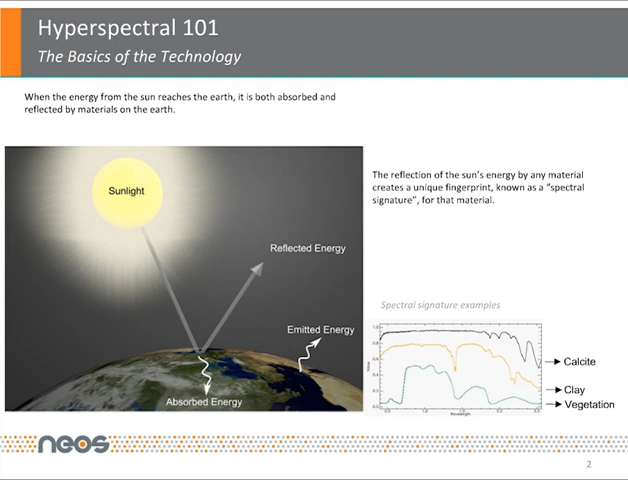 Hyperspectral 101
The Basics of the Technology
When the energy from the sun reaches the earth, it is both absorbed and
reflected by materials on the earth.
Sunlight
Reflected Energy
Emitted Energy
Absorbed Energy
The reflection of the sun's energy by any material
creates a unique fingerprint, known as a "spectral
signature", for that material.
Spectral signature examples
Calcite
Clay
Vegetation
Wavelength
neos
2